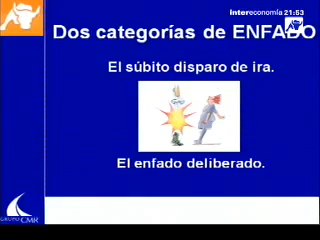 intereconomía 21:53
Dos categorías de ENFADO
El súbito disparo de ira.
El enfado deliberado.
GRUPO CMR